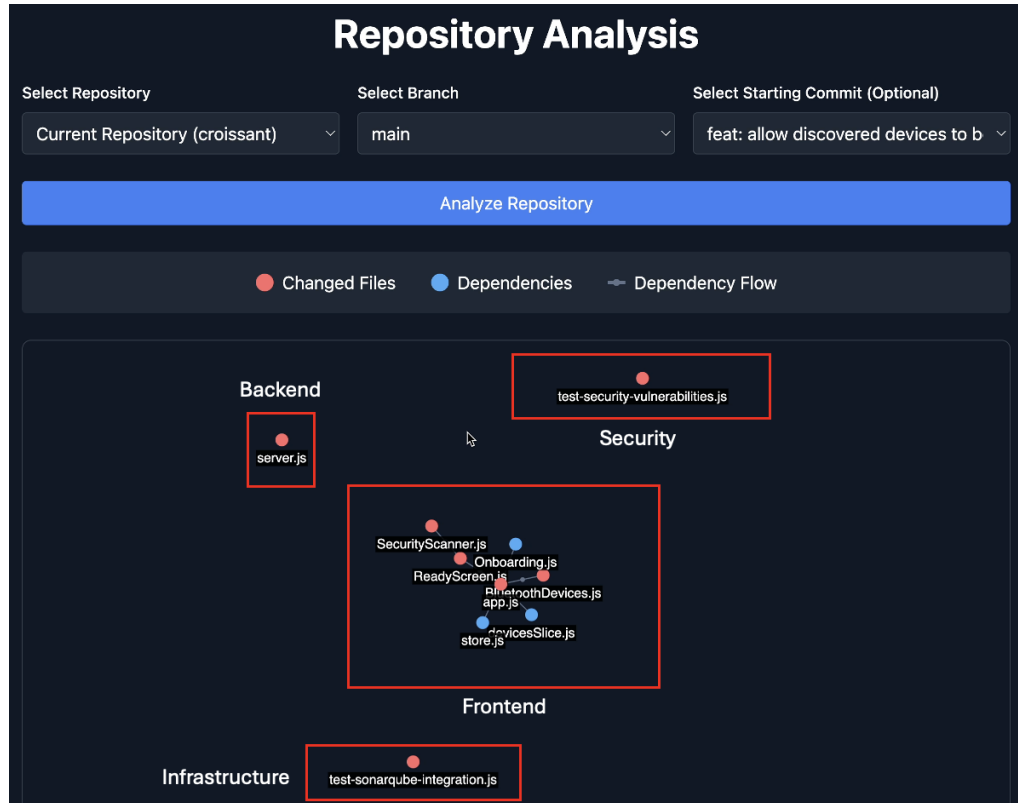 Repository Analysis
Select Repository
Select Branch
Select Starting Commit (Optional)
Current Repository (croissant)
main
feat: allow discovered devices to b
Analyze Repository
Changed Files
Dependencies
Dependency Flow
Backend
test-security-vulnerabilities.js
Security
server.js
SecurityScanner.js
Onboarding.js
ReadyScreen.js
BluetoothDevices.js
app.js
devicesSlice.js
store.js
Frontend
Infrastructure
test-sonarqube-integration.js